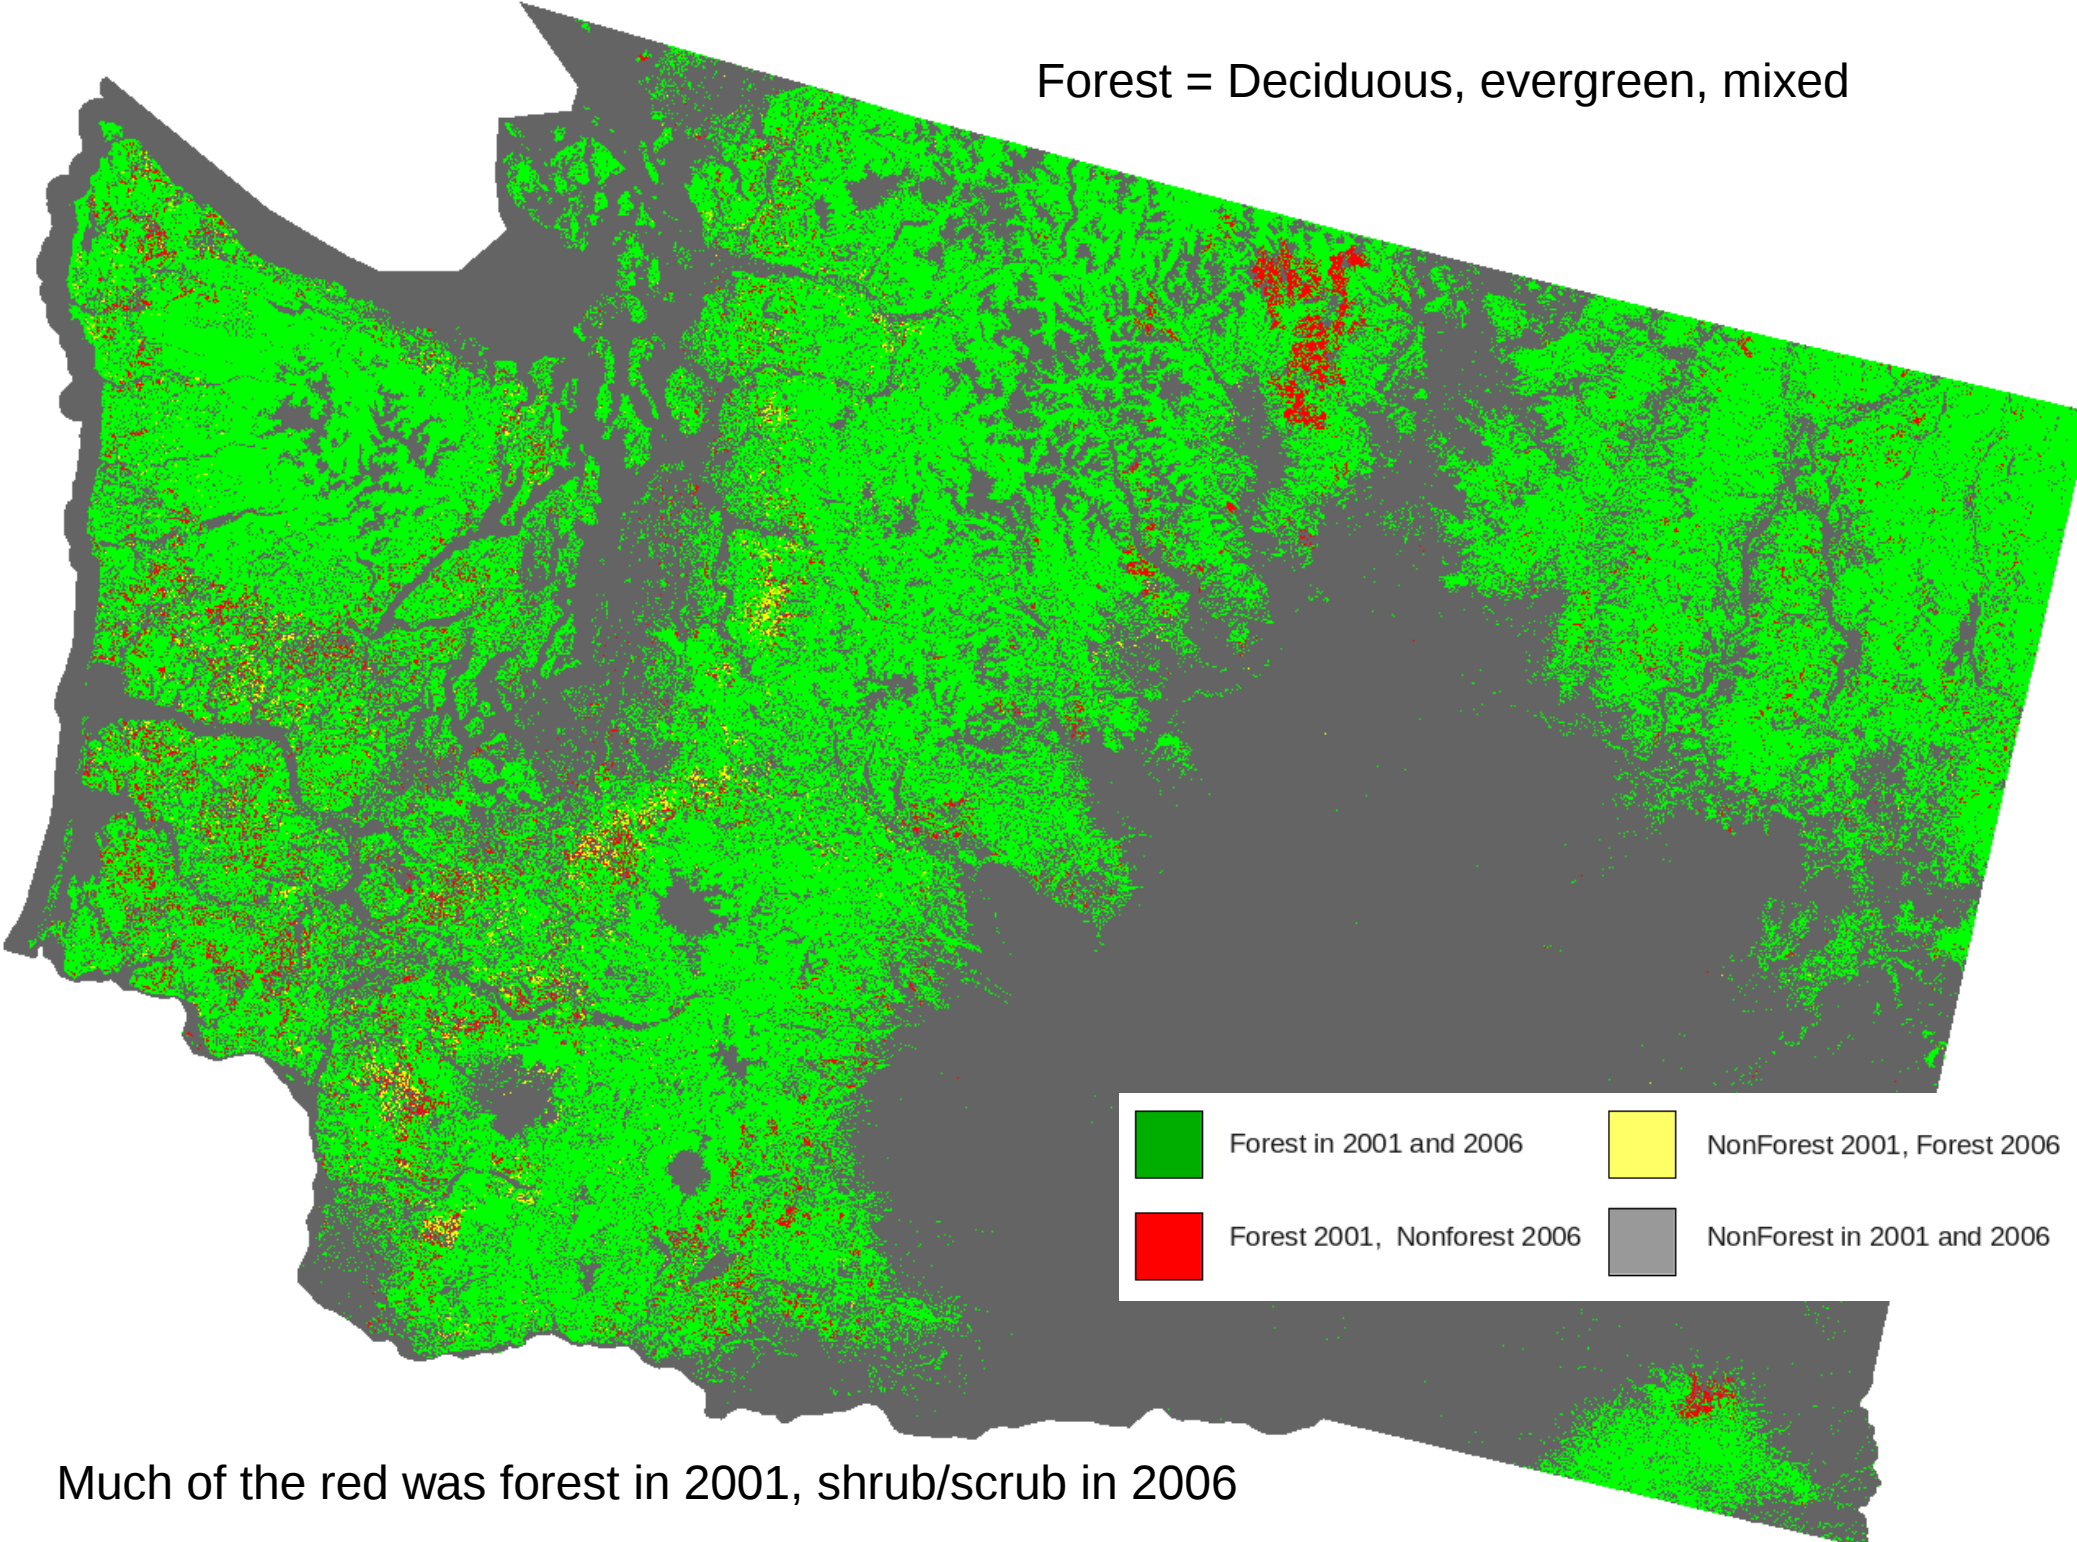 Forest = Deciduous, evergreen, mixed
Forest in 2001 and 2006
NonForest 2001, Forest 2006
Forest 2001, Nonforest 2006
NonForest in 2001 and 2006
Much of the red was forest in 2001, shrub/scrub in 2006